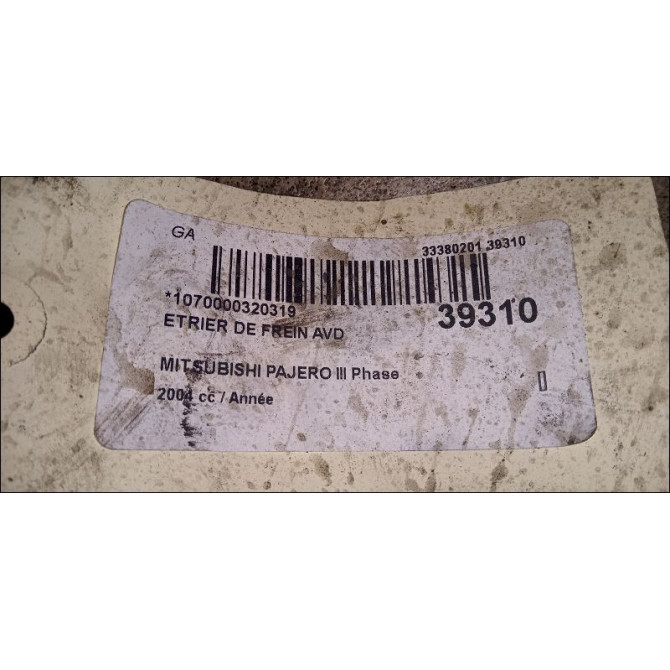 GA
33380201 39310
*1070000320319
39310
ETRIER DE FREIN AVD
MITSUBISHI PAJERO III Phase
2004 cc / Année